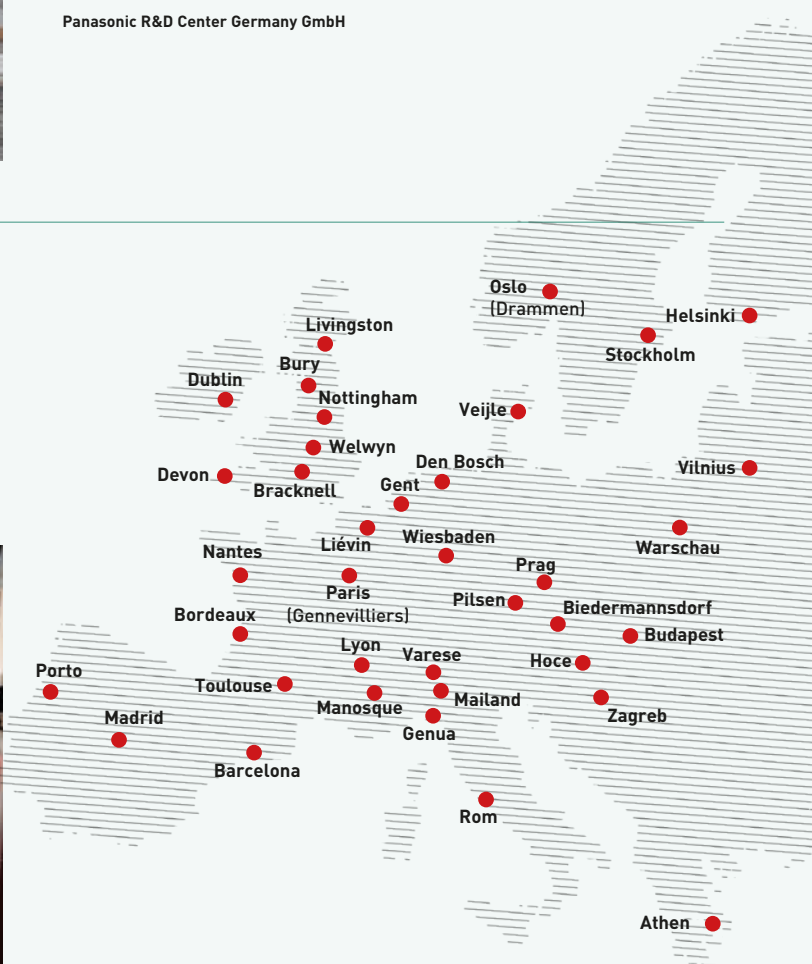 Panasonic R&D Center Germany GmbH
Oslo
(Drammen)
Helsinki
Livingston
Stockholm
Bury
Dublin
Nottingham
Veijle
Welwyn
Den Bosch
Vilnius
Devon
Bracknell
Gent
Liévin
Wiesbaden
Warschau
Nantes
Prag
Paris
(Gennevilliers)
Pilsen
Biedermannsdorf
Bordeaux
Budapest
Lyon
Varese
Hoce
Porto
Toulouse
Manosque
Mailand
Madrid
Zagreb
Genua
Barcelona
Rom
Athen